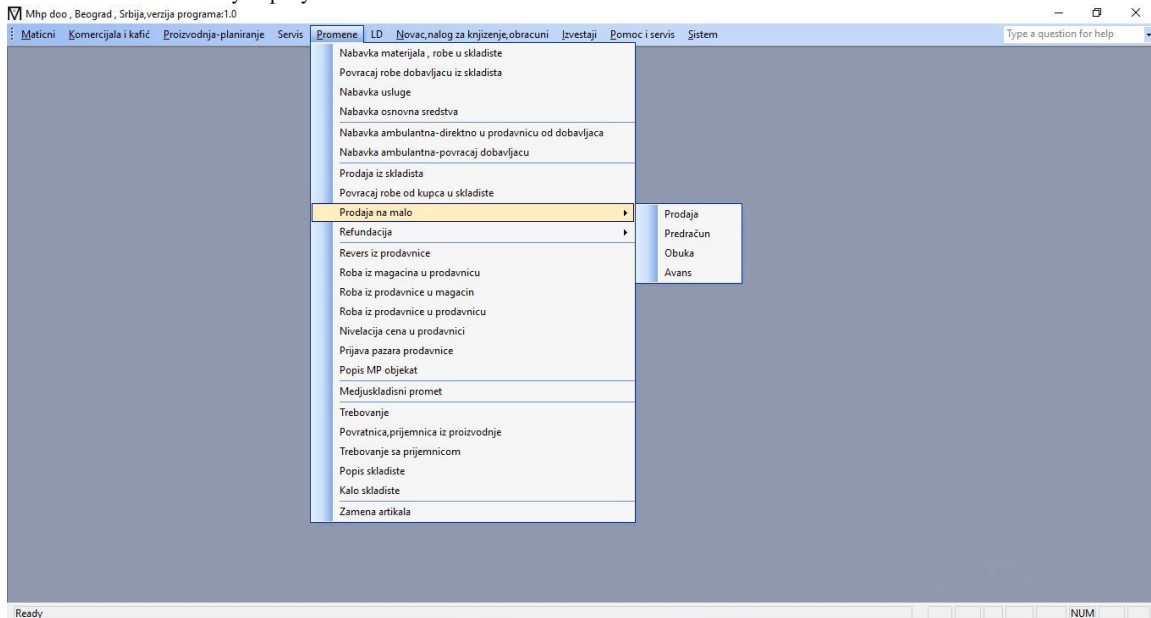 Mhp doo , Beograd , Srbija,verzija programa:1.0
Maticni Komercijala i kafić Proizvodnja-planiranje Servis Promene LD Novac,nalog za knjizenje,obracuni Izvestaji Pomoc i servis Sistem Type a question for help
Nabavka materijala , robe u skladiste
Povracaj robe dobavljacu iz skladista
Nabavka usluge
Nabavka osnovna sredstva
Nabavka ambulantna-direktno u prodavnicu od dobavljaca
Nabavka ambulantna-povracaj dobavljacu
Prodaja iz skladista
Povracaj robe od kupca u skladiste
Prodaja na malo
Refundacija
Revers iz prodavnice
Roba iz magacina u prodavnicu
Roba iz prodavnice u magacin
Roba iz prodavnice u prodavnicu
Nivelacija cena u prodavnici
Prijava pazara prodavnice
Popis MP objekat
Medjuskladisni promet
Trebovanje
Povratnica,prijemnica iz proizvodnje
Trebovanje sa prijemnicom
Popis skladiste
Kalo skladiste
Zamena artikala
Prodaja
Predračun
Obuka
Avans
Ready NUM